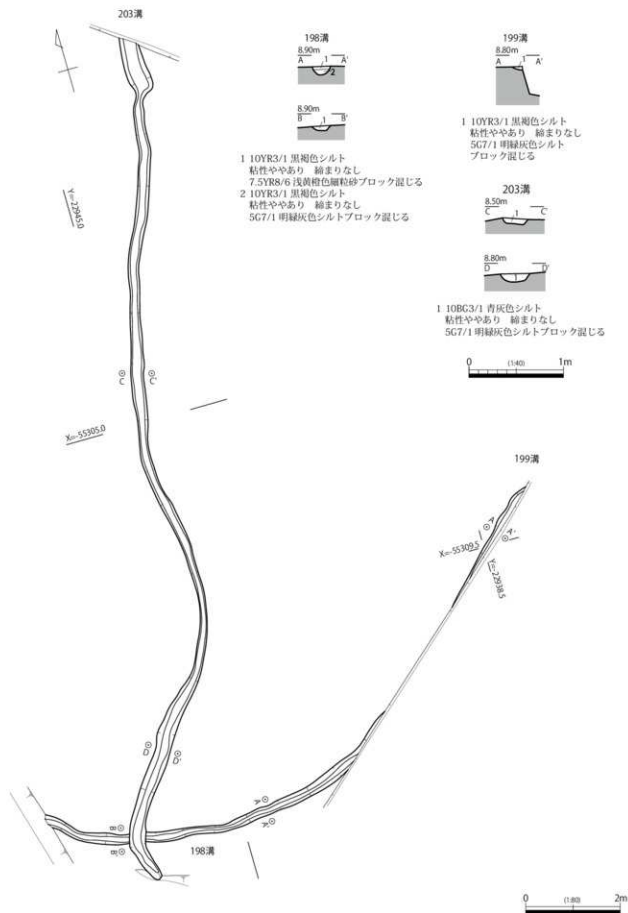 203溝
198溝
8.90m
A 1 A'
2
8.90m
B 1 B'
1 10YR3/1 黒褐色シルト
粘性ややあり 締まりなし
7.5YR8/6 浅黄橙色細粒砂ブロック混じる
2 10YR3/1 黒褐色シルト
粘性ややあり 締まりなし
5G7/1 明緑灰色シルトブロック混じる
199溝
8.80m
A 1 A'
1 10YR3/1 黒褐色シルト
粘性ややあり 締まりなし
5G7/1 明緑灰色シルト
ブロック混じる
203溝
8.50m
C 1 C'
8.80m
D 1 D'
1 10BG3/1 青灰色シルト
粘性ややあり 締まりなし
5G7/1 明緑灰色シルトブロック混じる
0 (1:40) 1m
Y=-22945.0
C C'
X=-55305.0
199溝
A A'
X=-55309.5
Y=-22938.5
D D'
A A'
B B'
198溝
0 (1:80) 2m